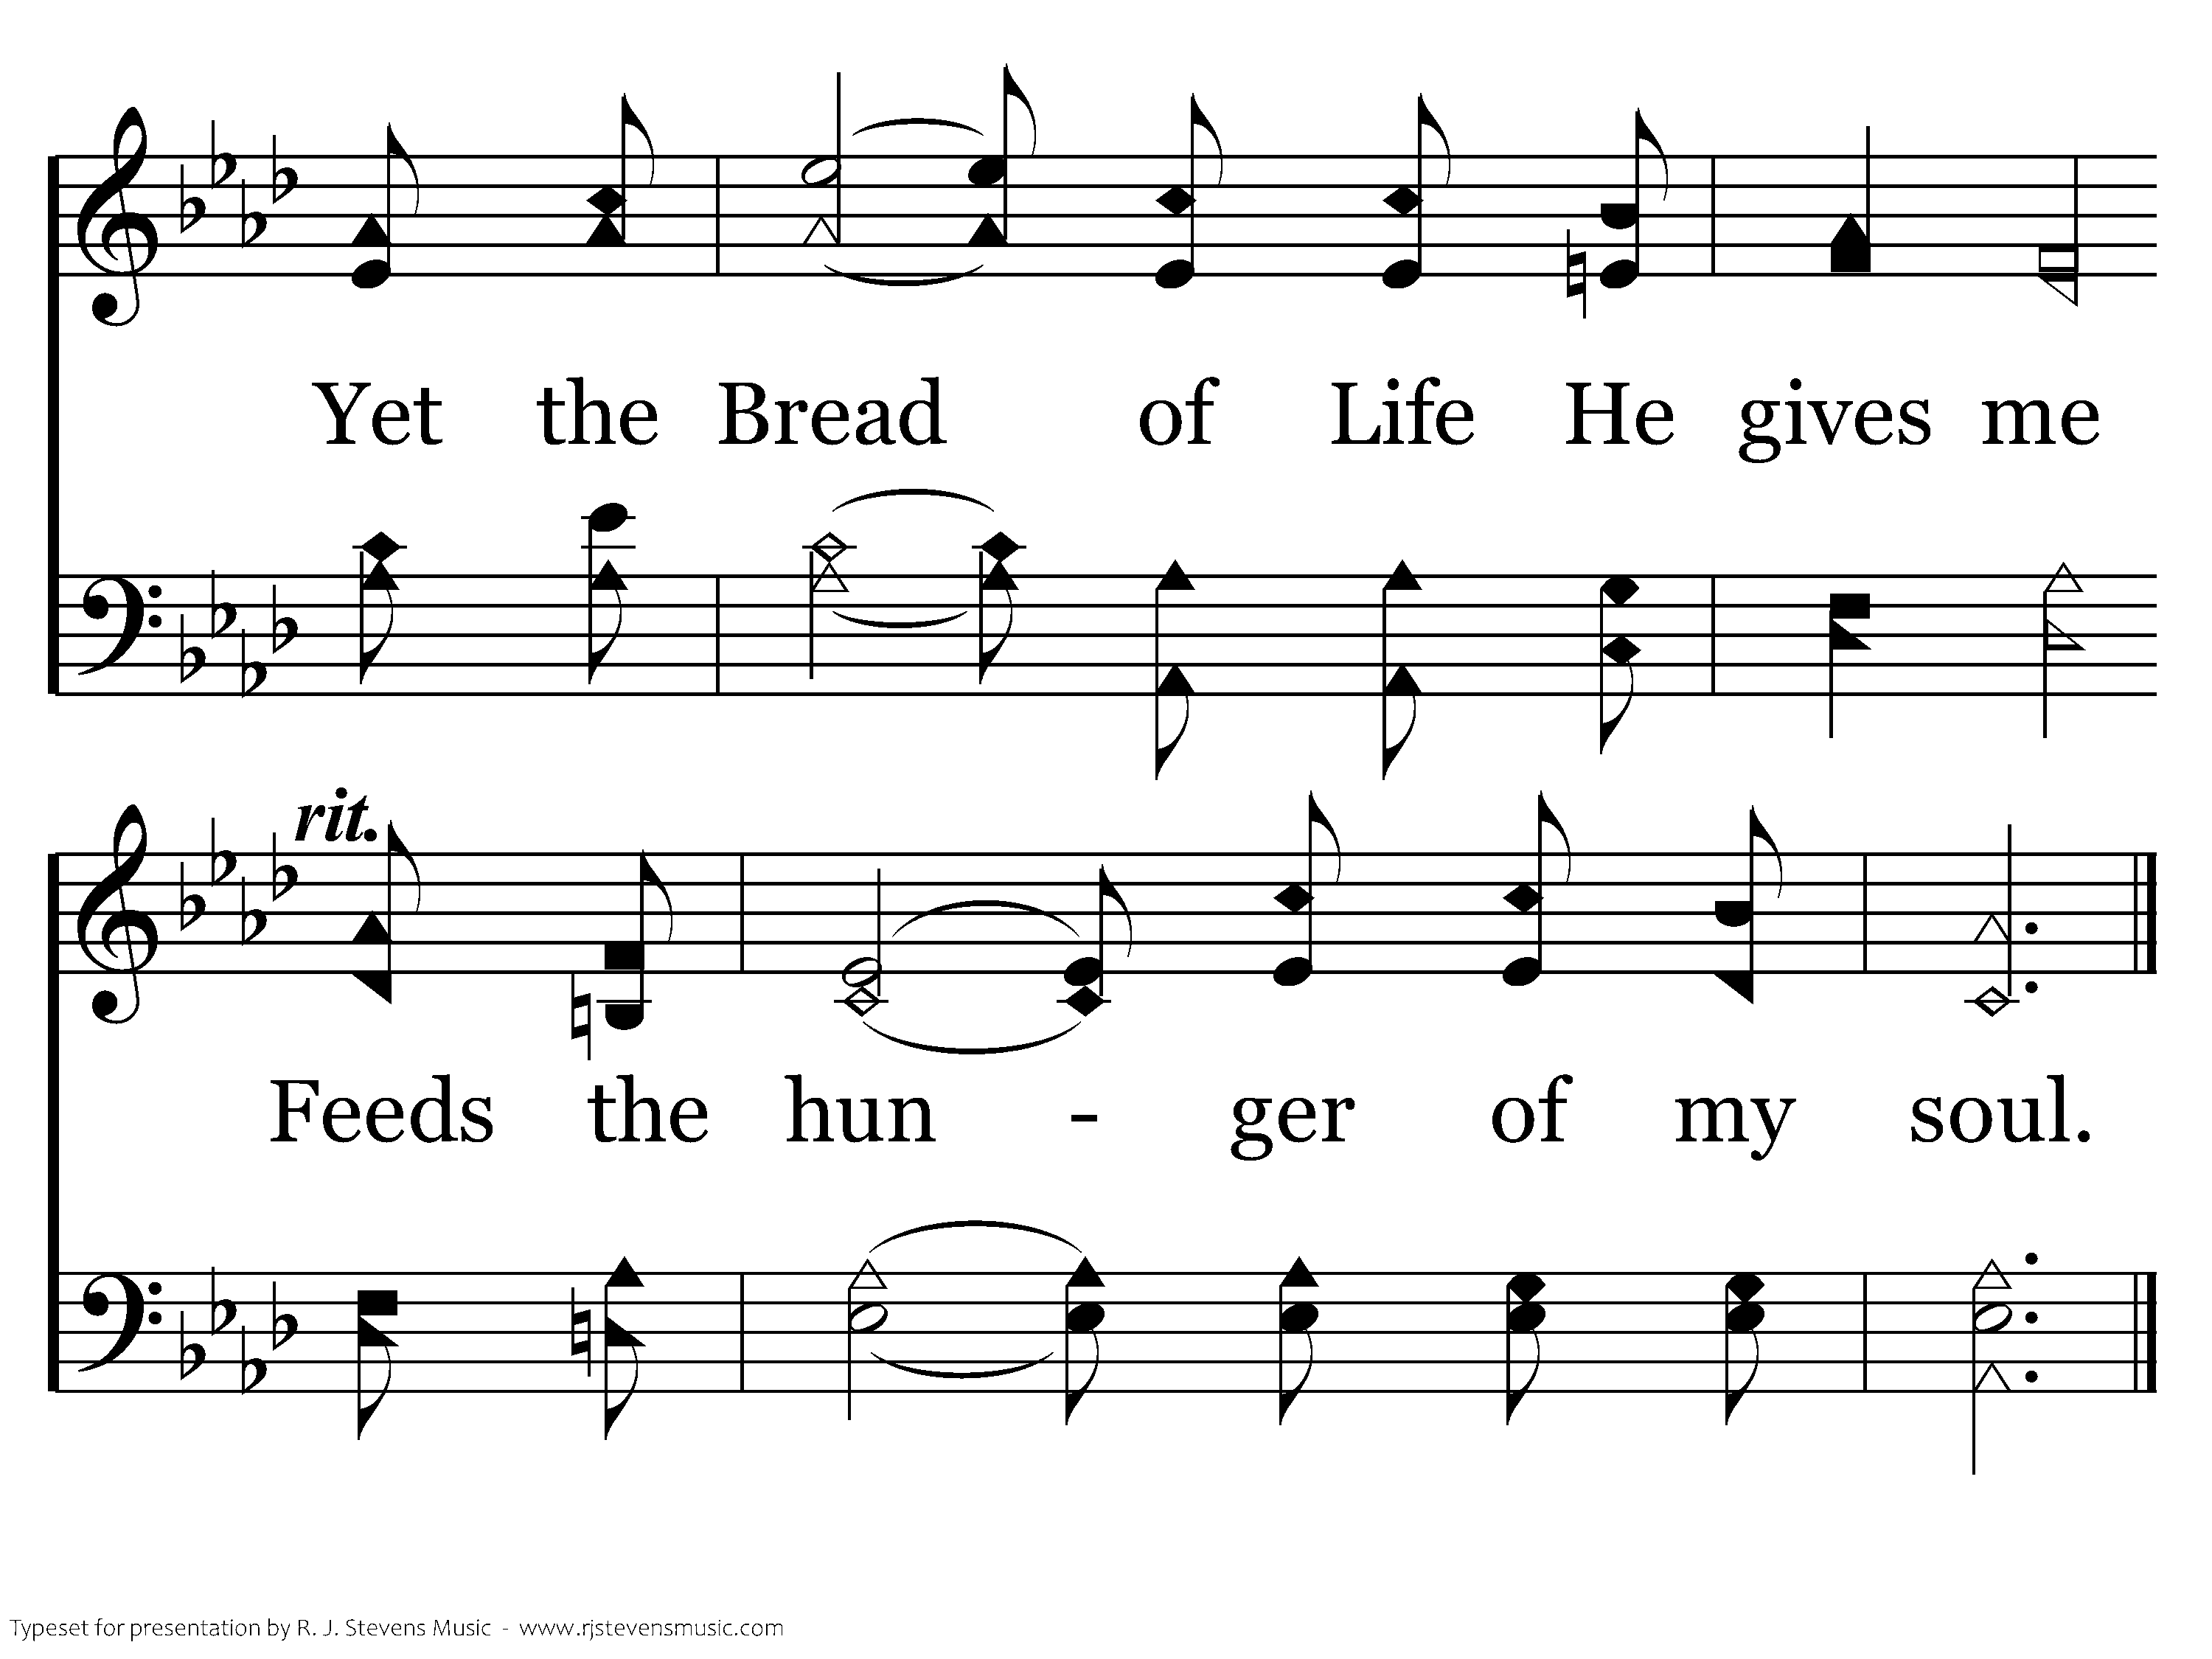 Yet the Bread of Life He gives me
rit.
Feeds the hun - ger of my soul.
Typeset for presentation by R. J. Stevens Music - www.rjstevensmusic.com